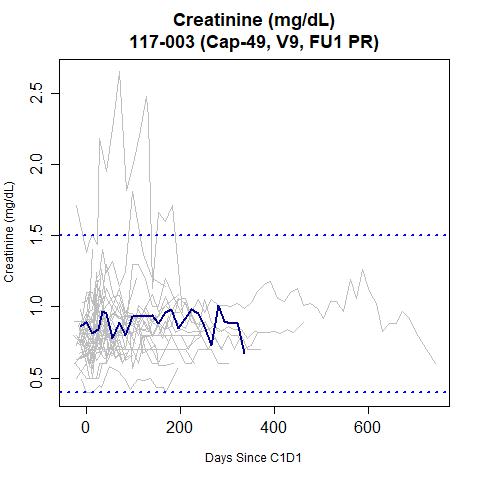 Creatinine (mg/dL)
117-003 (Cap-49, V9, FU1 PR)
Creatinine (mg/dL)
2.5
2.0
1.5
1.0
0.5
0 200 400 600
Days Since C1D1